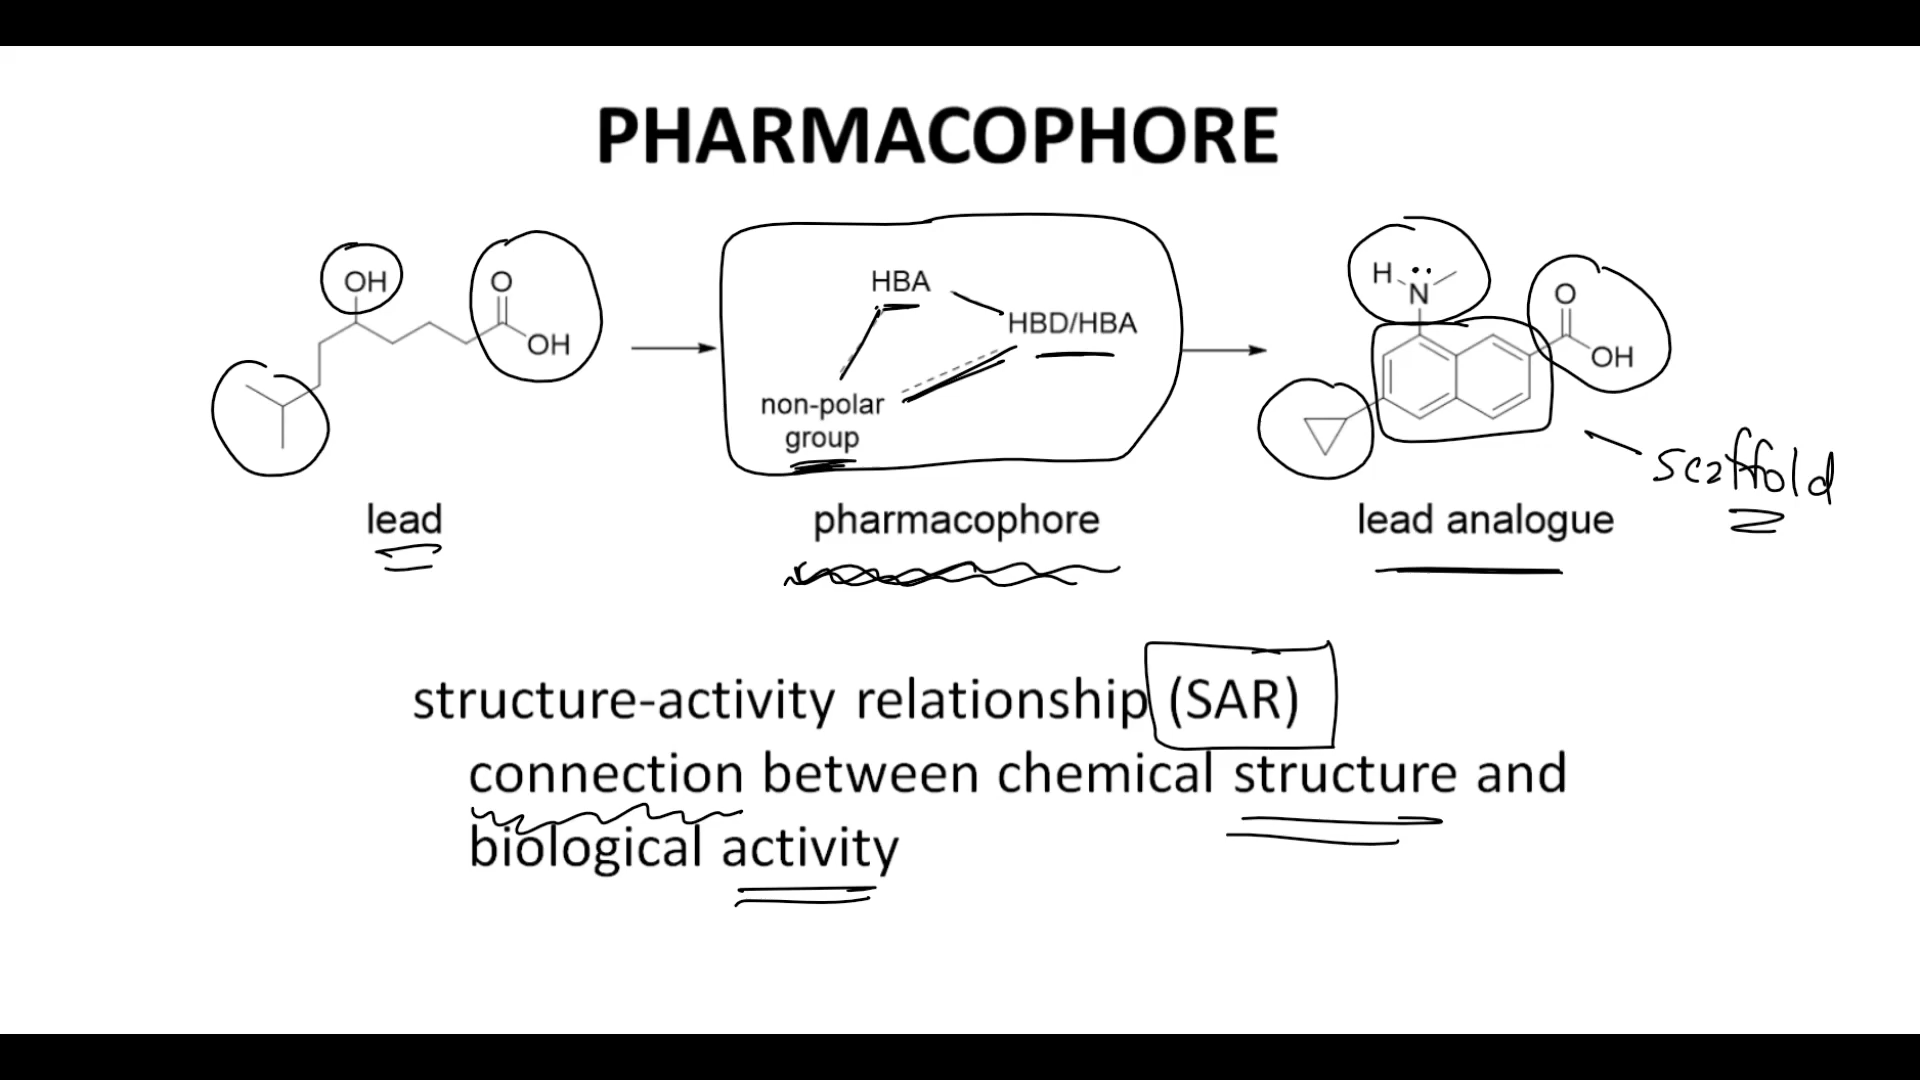 PHARMACOPHORE
OH
O
OH
lead
HBA
HBD/HBA
non-polar
group
pharmacophore
H
N
O
OH
scaffold
lead analogue
structure-activity relationship (SAR)
connection between chemical structure and
biological activity